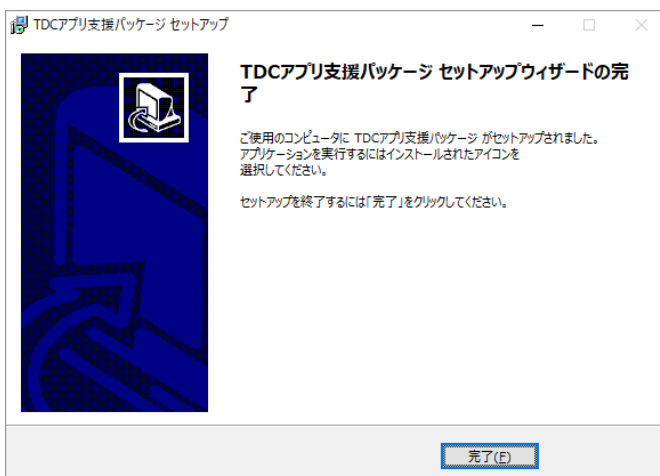 TDCアプリ支援パッケージ セットアップ
TDCアプリ支援パッケージ セットアップウィザードの完
了
ご使用のコンピュータに TDCアプリ支援パッケージ がセットアップされました。
アプリケーションを実行するにはインストールされたアイコンを
選択してください。
セットアップを終了するには「完了」をクリックしてください。
完了(F)